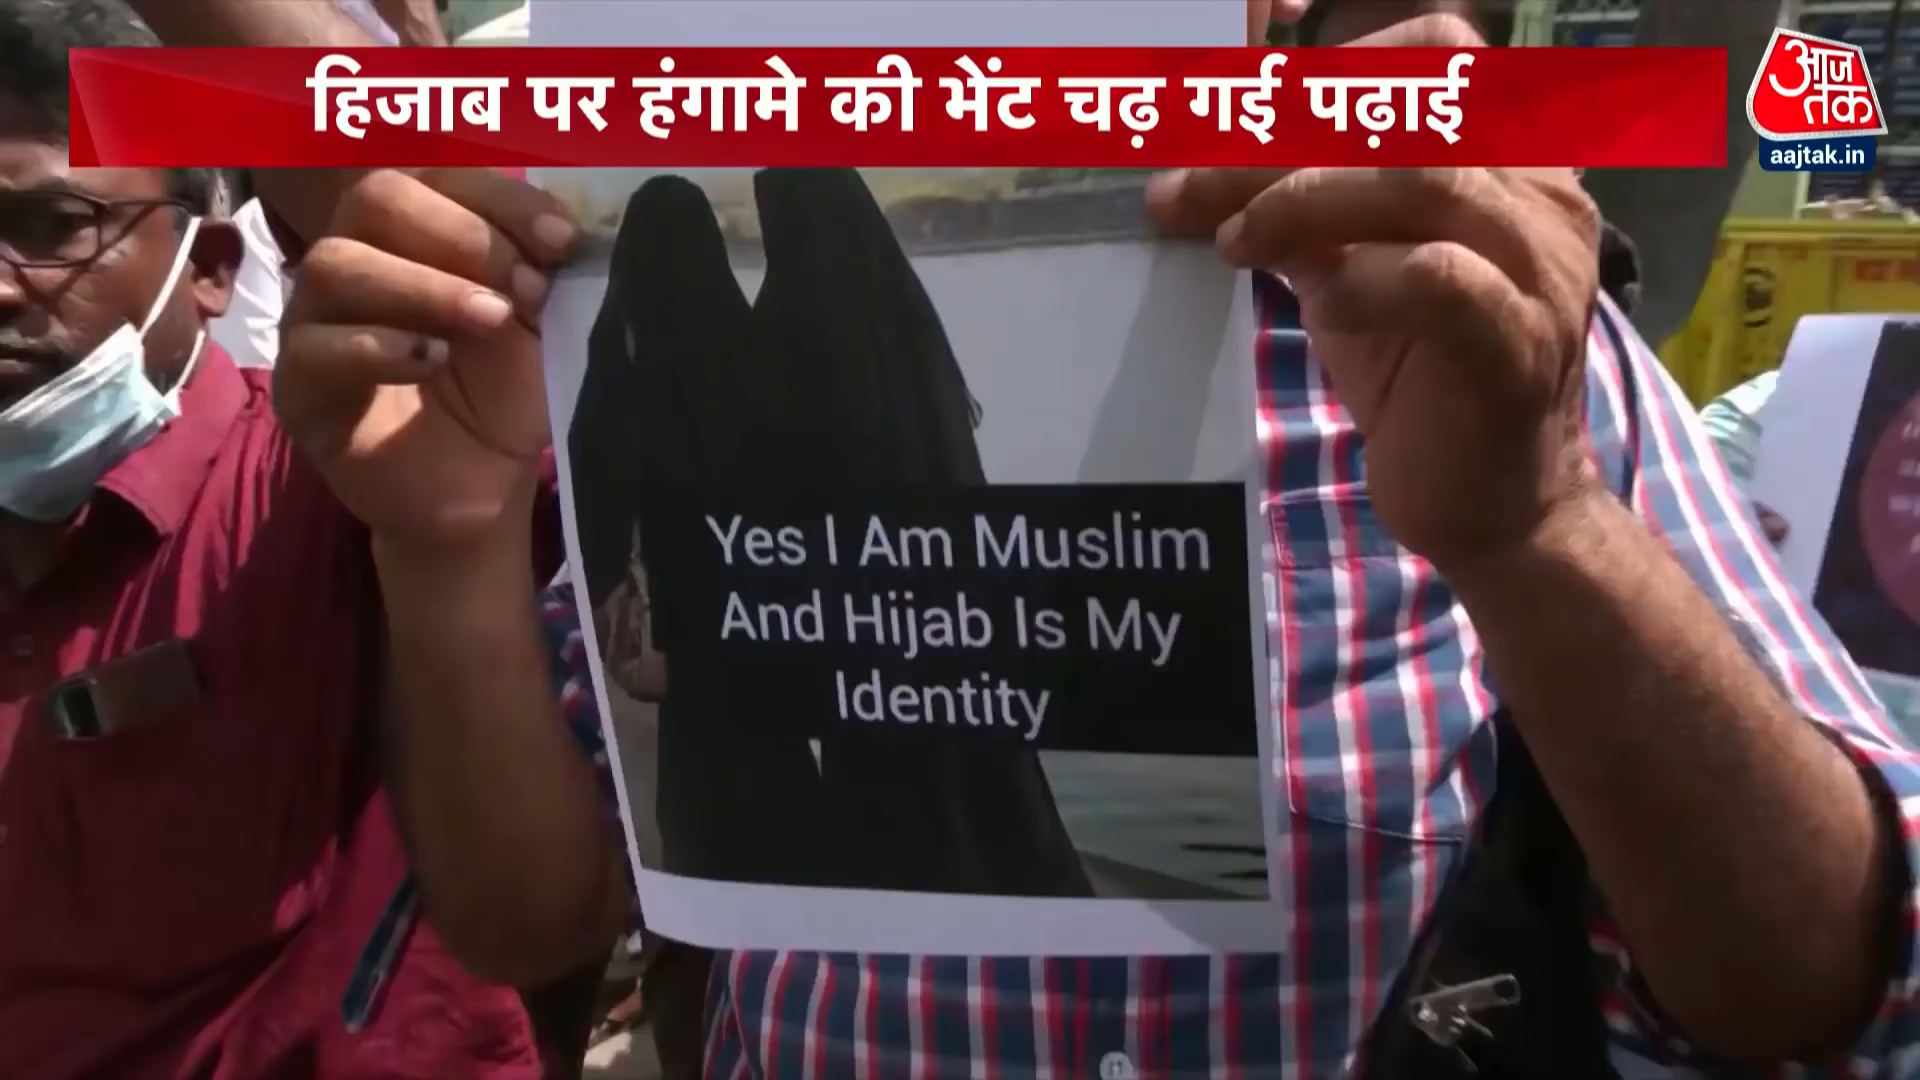 हिजाब पर हंगामे की भेंट चढ़ गई पढ़ाई
आज
तक
aajtak.in
Yes I Am Muslim
And Hijab Is My
Identity